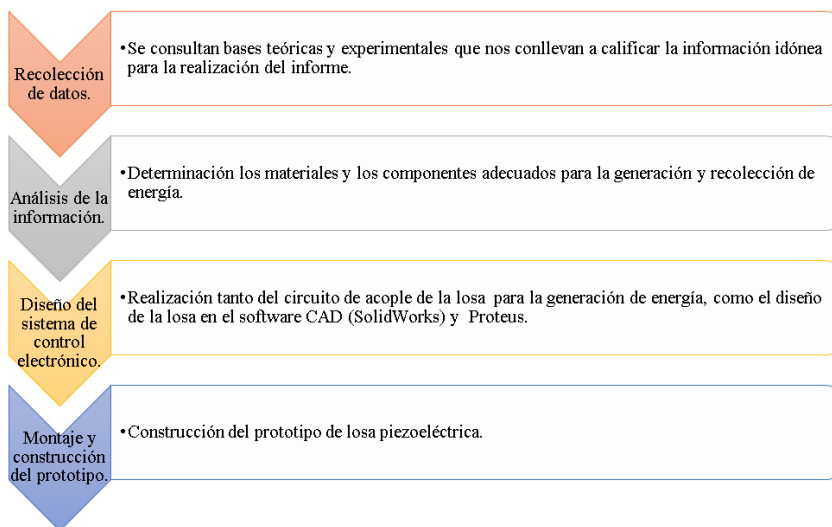 Recolección
de datos.
•Se consultan bases teóricas y experimentales que nos conllevan a calificar la información idónea
para la realización del informe.
Análisis de la
información.
•Determinación los materiales y los componentes adecuados para la generación y recolección de
energía.
Diseño del
sistema de
control
electrónico.
•Realización tanto del circuito de acople de la losa para la generación de energía, como el diseño
de la losa en el software CAD (SolidWorks) y Proteus.
Montaje y
construcción
del prototipo.
•Construcción del prototipo de losa piezoeléctrica.